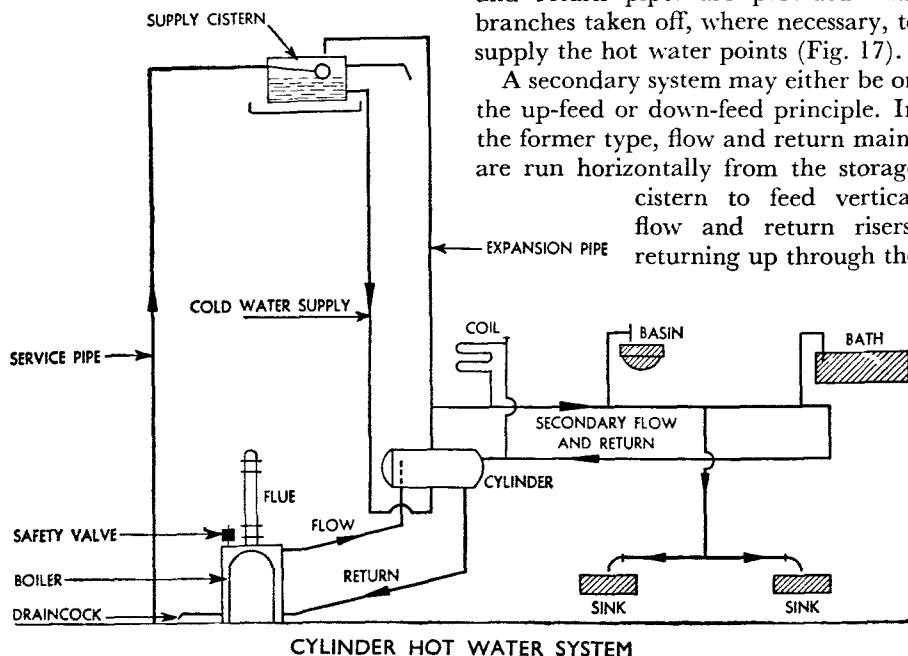 and return are provided
branches taken off, where necessary, to
supply the hot water points (Fig. 17).
A secondary system may either be on
the up-feed or down-feed principle. In
the former type, flow and return main
are run horizontally from the storage
cistern to feed vertica
flow and return risers
returning up through the
SUPPLY CISTERN
EXPANSION PIPE
COLD WATER SUPPLY
SERVICE PIPE
COIL
BASIN
BATH
SECONDARY FLOW
AND RETURN
CYLINDER
FLUE
FLOW
SAFETY VALVE
BOILER
RETURN
DRAINCOCK
SINK
SINK
CYLINDER HOT WATER SYSTEM